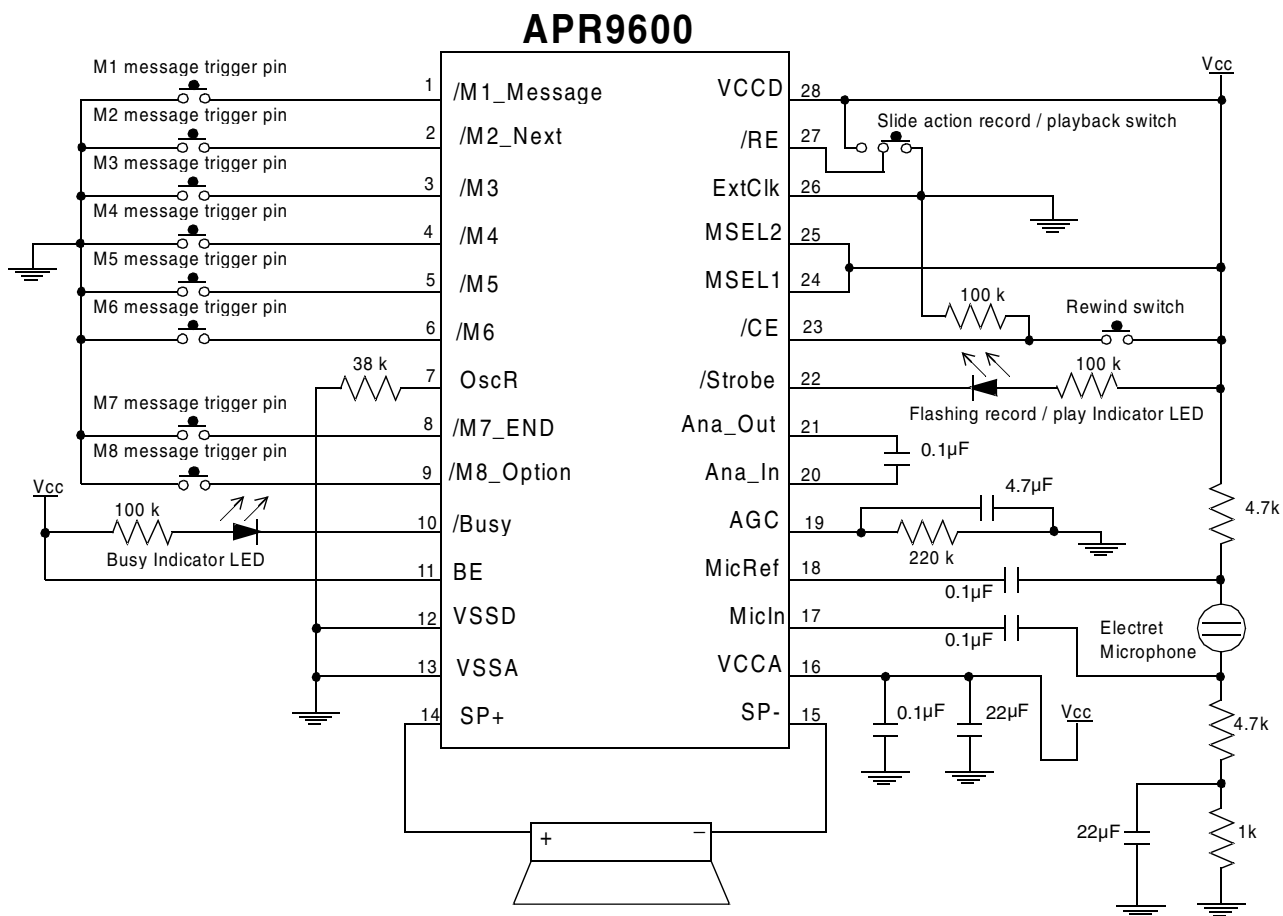 APR9600
M1 message trigger pin
1
/M1_Message
M2 message trigger pin
2
/M2_Next
M3 message trigger pin
3
/M3
M4 message trigger pin
4
/M4
M5 message trigger pin
5
/M5
M6 message trigger pin
6
/M6
38 k
7
OscR
M7 message trigger pin
8
/M7_END
M8 message trigger pin
9
/M8_Option
Vcc
100 k
10
/Busy
Busy Indicator LED
11
BE
12
VSSD
13
VSSA
14
SP+
VCCD
28
Vcc
Slide action record / playback switch
/RE
27
ExtClk
26
MSEL2
25
MSEL1
24
100 k
Rewind switch
/CE
23
/Strobe
22
100 k
Flashing record / play Indicator LED
Ana_Out
21
0.1µF
Ana_In
20
4.7µF
4.7k
AGC
19
220 k
MicRef
18
0.1µF
MicIn
17
0.1µF
Electret
Microphone
VCCA
16
SP-
15
0.1µF
22µF
Vcc
4.7k
22µF
1k
+
–